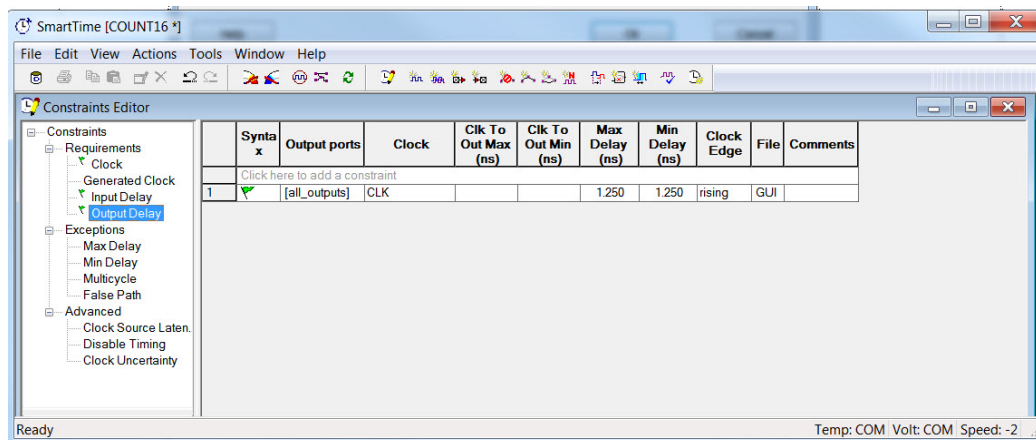 SmartTime [COUNT16 *]
File Edit View Actions Tools Window Help
Constraints Editor
Constraints
Requirements
Clock
Generated Clock
Input Delay
Output Delay
Exceptions
Max Delay
Min Delay
Multicycle
False Path
Advanced
Clock Source Laten.
Disable Timing
Clock Uncertainty
Syntax Output ports Clock Clk To Out Max (ns) Clk To Out Min (ns) Max Delay (ns) Min Delay (ns) Clock Edge File Comments
Click here to add a constraint
1 [all_outputs] CLK 1.250 1.250 rising GUI
Ready Temp: COM Volt: COM Speed: -2